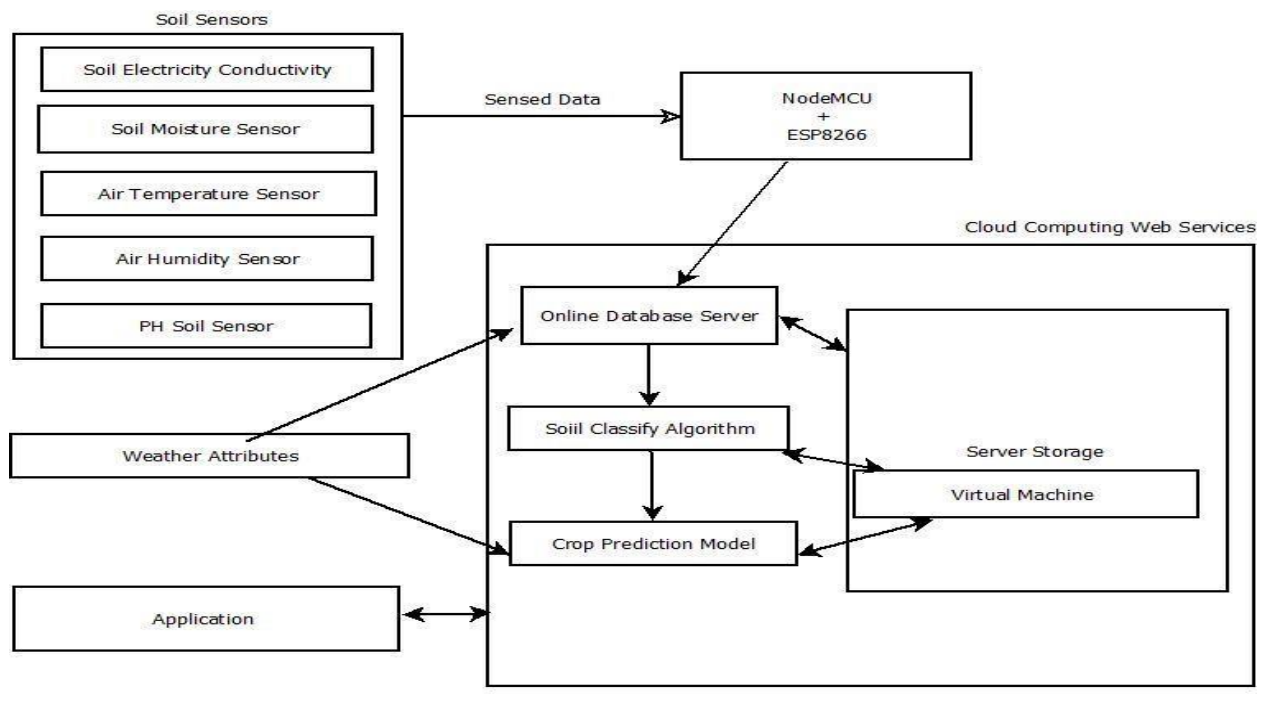 Soil Sensors
Soil Electricity Conductivity
Soil Moisture Sensor
Air Temperature Sensor
Air Humidity Sensor
PH Soil Sensor
Sensed Data
NodeMCU
+
ESP8266
Cloud Computing Web Services
Online Database Server
Soiil Classify Algorithm
Crop Prediction Model
Server Storage
Virtual Machine
Weather Attributes
Application